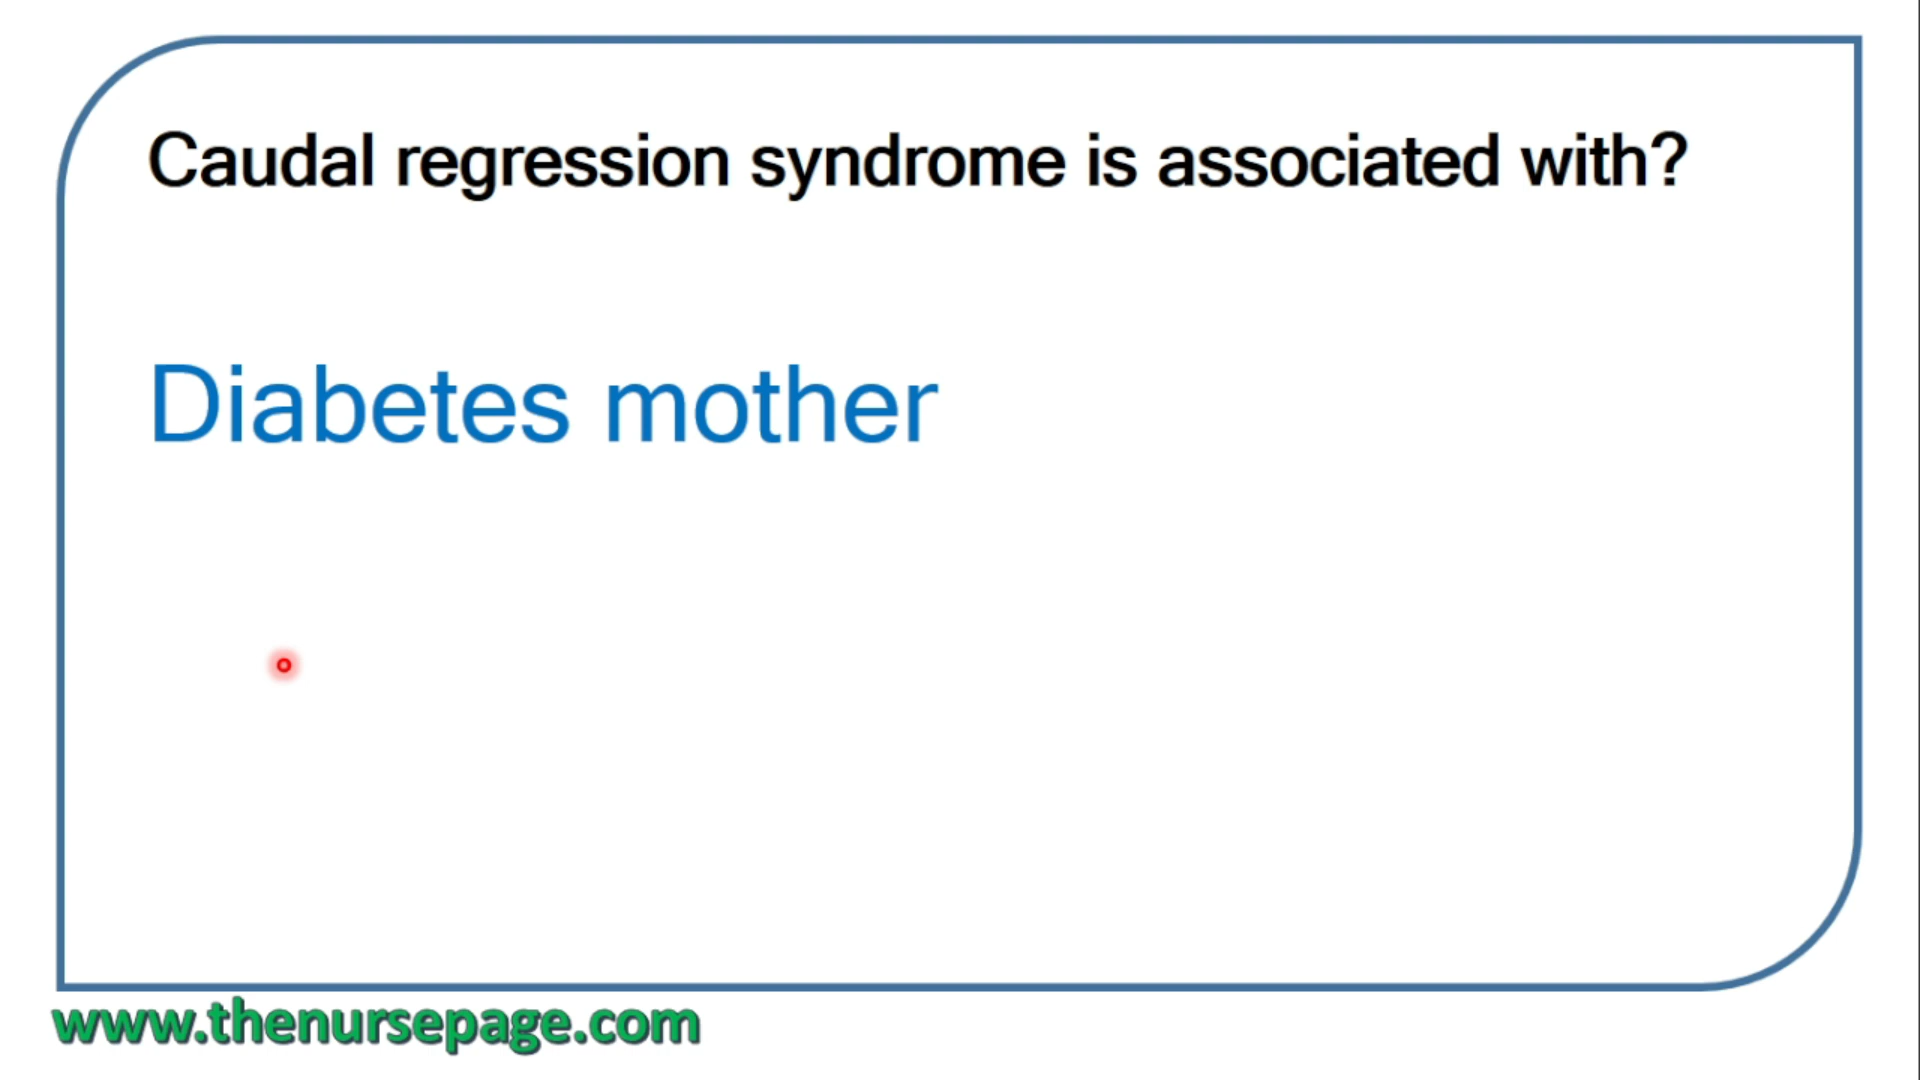 Caudal regression syndrome is associated with?
Diabetes mother
www.thenursepage.com